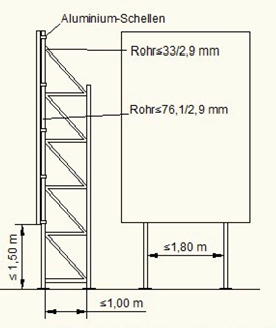 Aluminium-Schellen
Rohr≤33/2,9 mm
Rohr≤76,1/2,9 mm
≤1,80 m
≤ 1,50 m
≤1,00 m